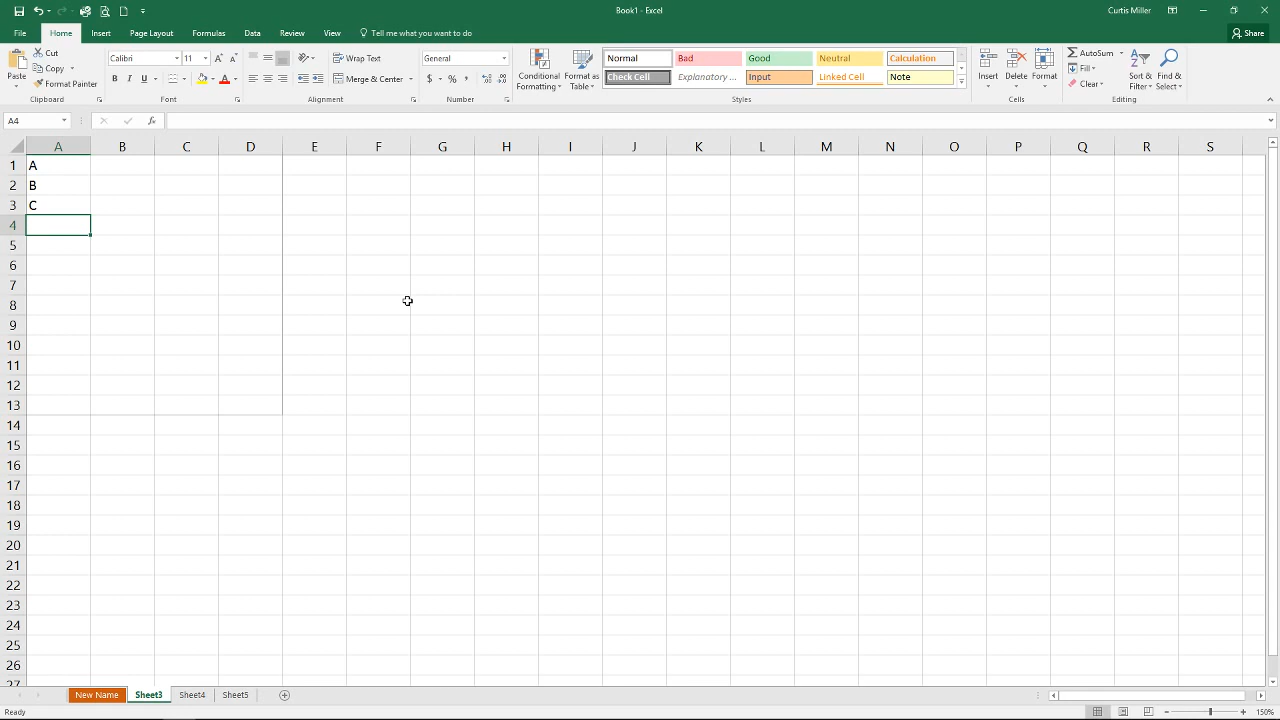 Book1 - Excel
Curtis Miller
File Home Insert Page Layout Formulas Data Review View Tell me what you want to do Share
Paste
Cut
Copy
Format Painter
Clipboard
Calibri 11 A A
B I U A
Font
Wrap Text
Merge & Center
Alignment
General
$ % ,
Number
Conditional Formatting
Format as Table
Normal Bad Good Neutral Calculation
Check Cell Explanatory ... Input Linked Cell Note
Styles
Insert Delete Format
Cells
AutoSum
Fill
Clear
Sort & Filter
Find & Select
Editing
A4 fx
A B C D E F G H I J K L M N O P Q R S
1 A
2 B
3 C
4
5
6
7
8
9
10
11
12
13
14
15
16
17
18
19
20
21
22
23
24
25
26
27
New Name Sheet3 Sheet4 Sheet5
Ready 150%